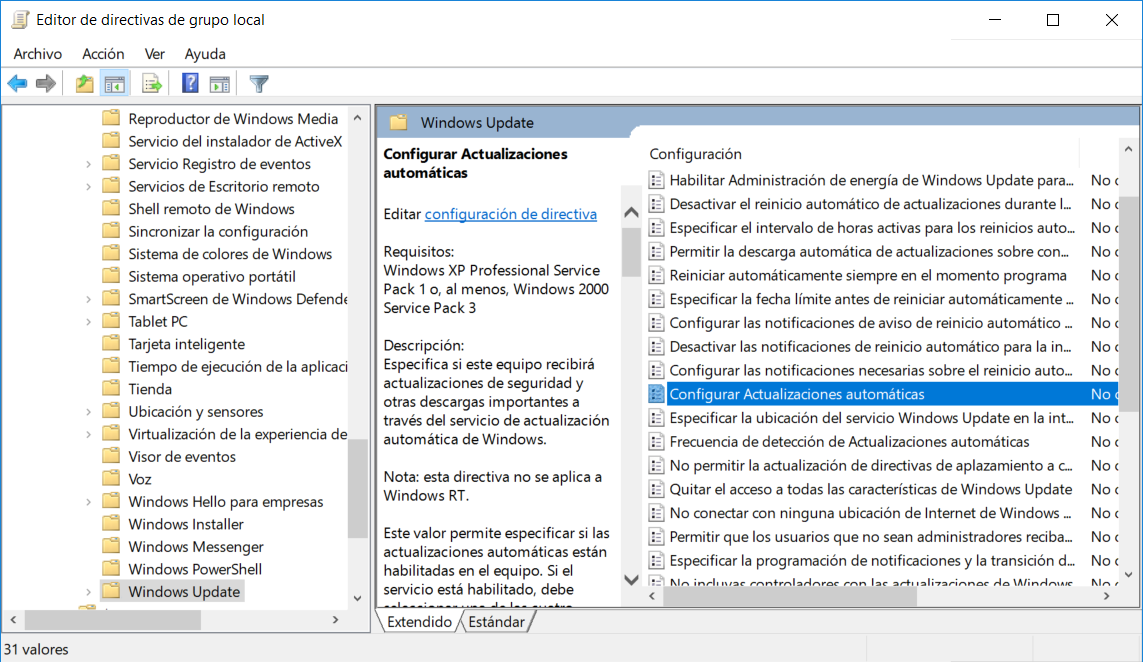 Editor de directivas de grupo local
Archivo Acción Ver Ayuda
Reproductor de Windows Media
Servicio del instalador de ActiveX
Servicio Registro de eventos
Servicios de Escritorio remoto
Shell remoto de Windows
Sincronizar la configuración
Sistema de colores de Windows
Sistema operativo portátil
SmartScreen de Windows Defende
Tablet PC
Tarjeta inteligente
Tiempo de ejecución de la aplicaci
Tienda
Ubicación y sensores
Virtualización de la experiencia de
Visor de eventos
Voz
Windows Hello para empresas
Windows Installer
Windows Messenger
Windows PowerShell
Windows Update
Windows Update
Configurar Actualizaciones
automáticas
Editar configuración de directiva
Requisitos:
Windows XP Professional Service
Pack 1 o, al menos, Windows 2000
Service Pack 3
Descripción:
Especifica si este equipo recibirá
actualizaciones de seguridad y
otras descargas importantes a
través del servicio de actualización
automática de Windows.
Nota: esta directiva no se aplica a
Windows RT.
Este valor permite especificar si las
actualizaciones automáticas están
habilitadas en el equipo. Si el
servicio está habilitado, debe
seleccionar uno de los cuatro
Configuración
Habilitar Administración de energía de Windows Update para... No c
Desactivar el reinicio automático de actualizaciones durante l... No c
Especificar el intervalo de horas activas para los reinicios auto... No c
Permitir la descarga automática de actualizaciones sobre con... No c
Reiniciar automáticamente siempre en el momento programa No c
Especificar la fecha límite antes de reiniciar automáticamente ... No c
Configurar las notificaciones de aviso de reinicio automático ... No c
Desactivar las notificaciones de reinicio automático para la in... No c
Configurar las notificaciones necesarias sobre el reinicio auto... No c
Configurar Actualizaciones automáticas No c
Especificar la ubicación del servicio Windows Update en la int... No c
Frecuencia de detección de Actualizaciones automáticas No c
No permitir la actualización de directivas de aplazamiento a c... No c
Quitar el acceso a todas las características de Windows Update No c
No conectar con ninguna ubicación de Internet de Windows ... No c
Permitir que los usuarios que no sean administradores reciba... No c
Especificar la programación de notificaciones y la transición d... No c
No incluyas controladores con las actualizaciones de Windows No c
Extendido Estándar
31 valores